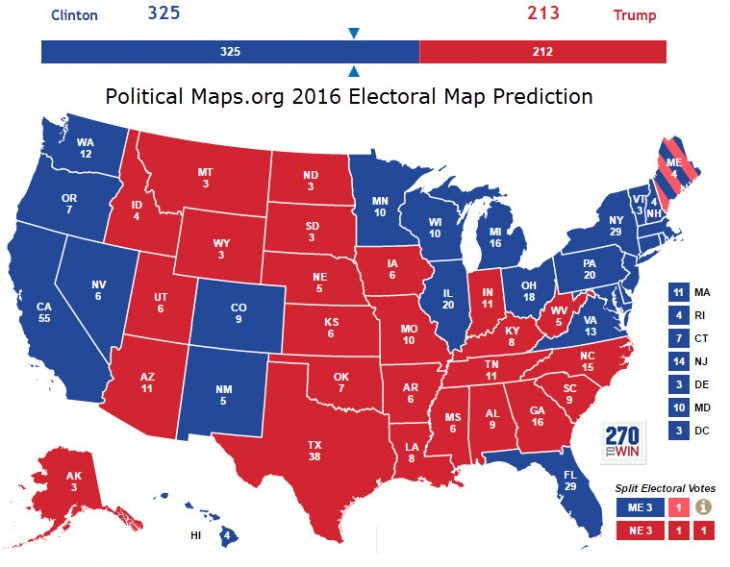 Clinton 325 213 Trump
325 212
Political Maps.org 2016 Electoral Map Prediction
WA
12
OR
7
CA
55
NV
6
ID
4
MT
3
WY
3
UT
6
AZ
11
CO
9
NM
5
ND
3
SD
3
NE
5
KS
6
OK
7
TX
38
MN
10
IA
6
MO
10
AR
6
LA
8
WI
10
IL
20
MI
16
IN
11
OH
18
KY
8
TN
11
MS
6
AL
9
GA
16
FL
29
SC
9
NC
15
VA
13
WV
5
PA
20
NY
29
VT
3
4
NH
ME
4
AK
3
HI 4
11 MA
4 RI
7 CT
14 NJ
3 DE
10 MD
3 DC
270
TO WIN
Split Electoral Votes
ME 3 1 i
NE 3 1 1